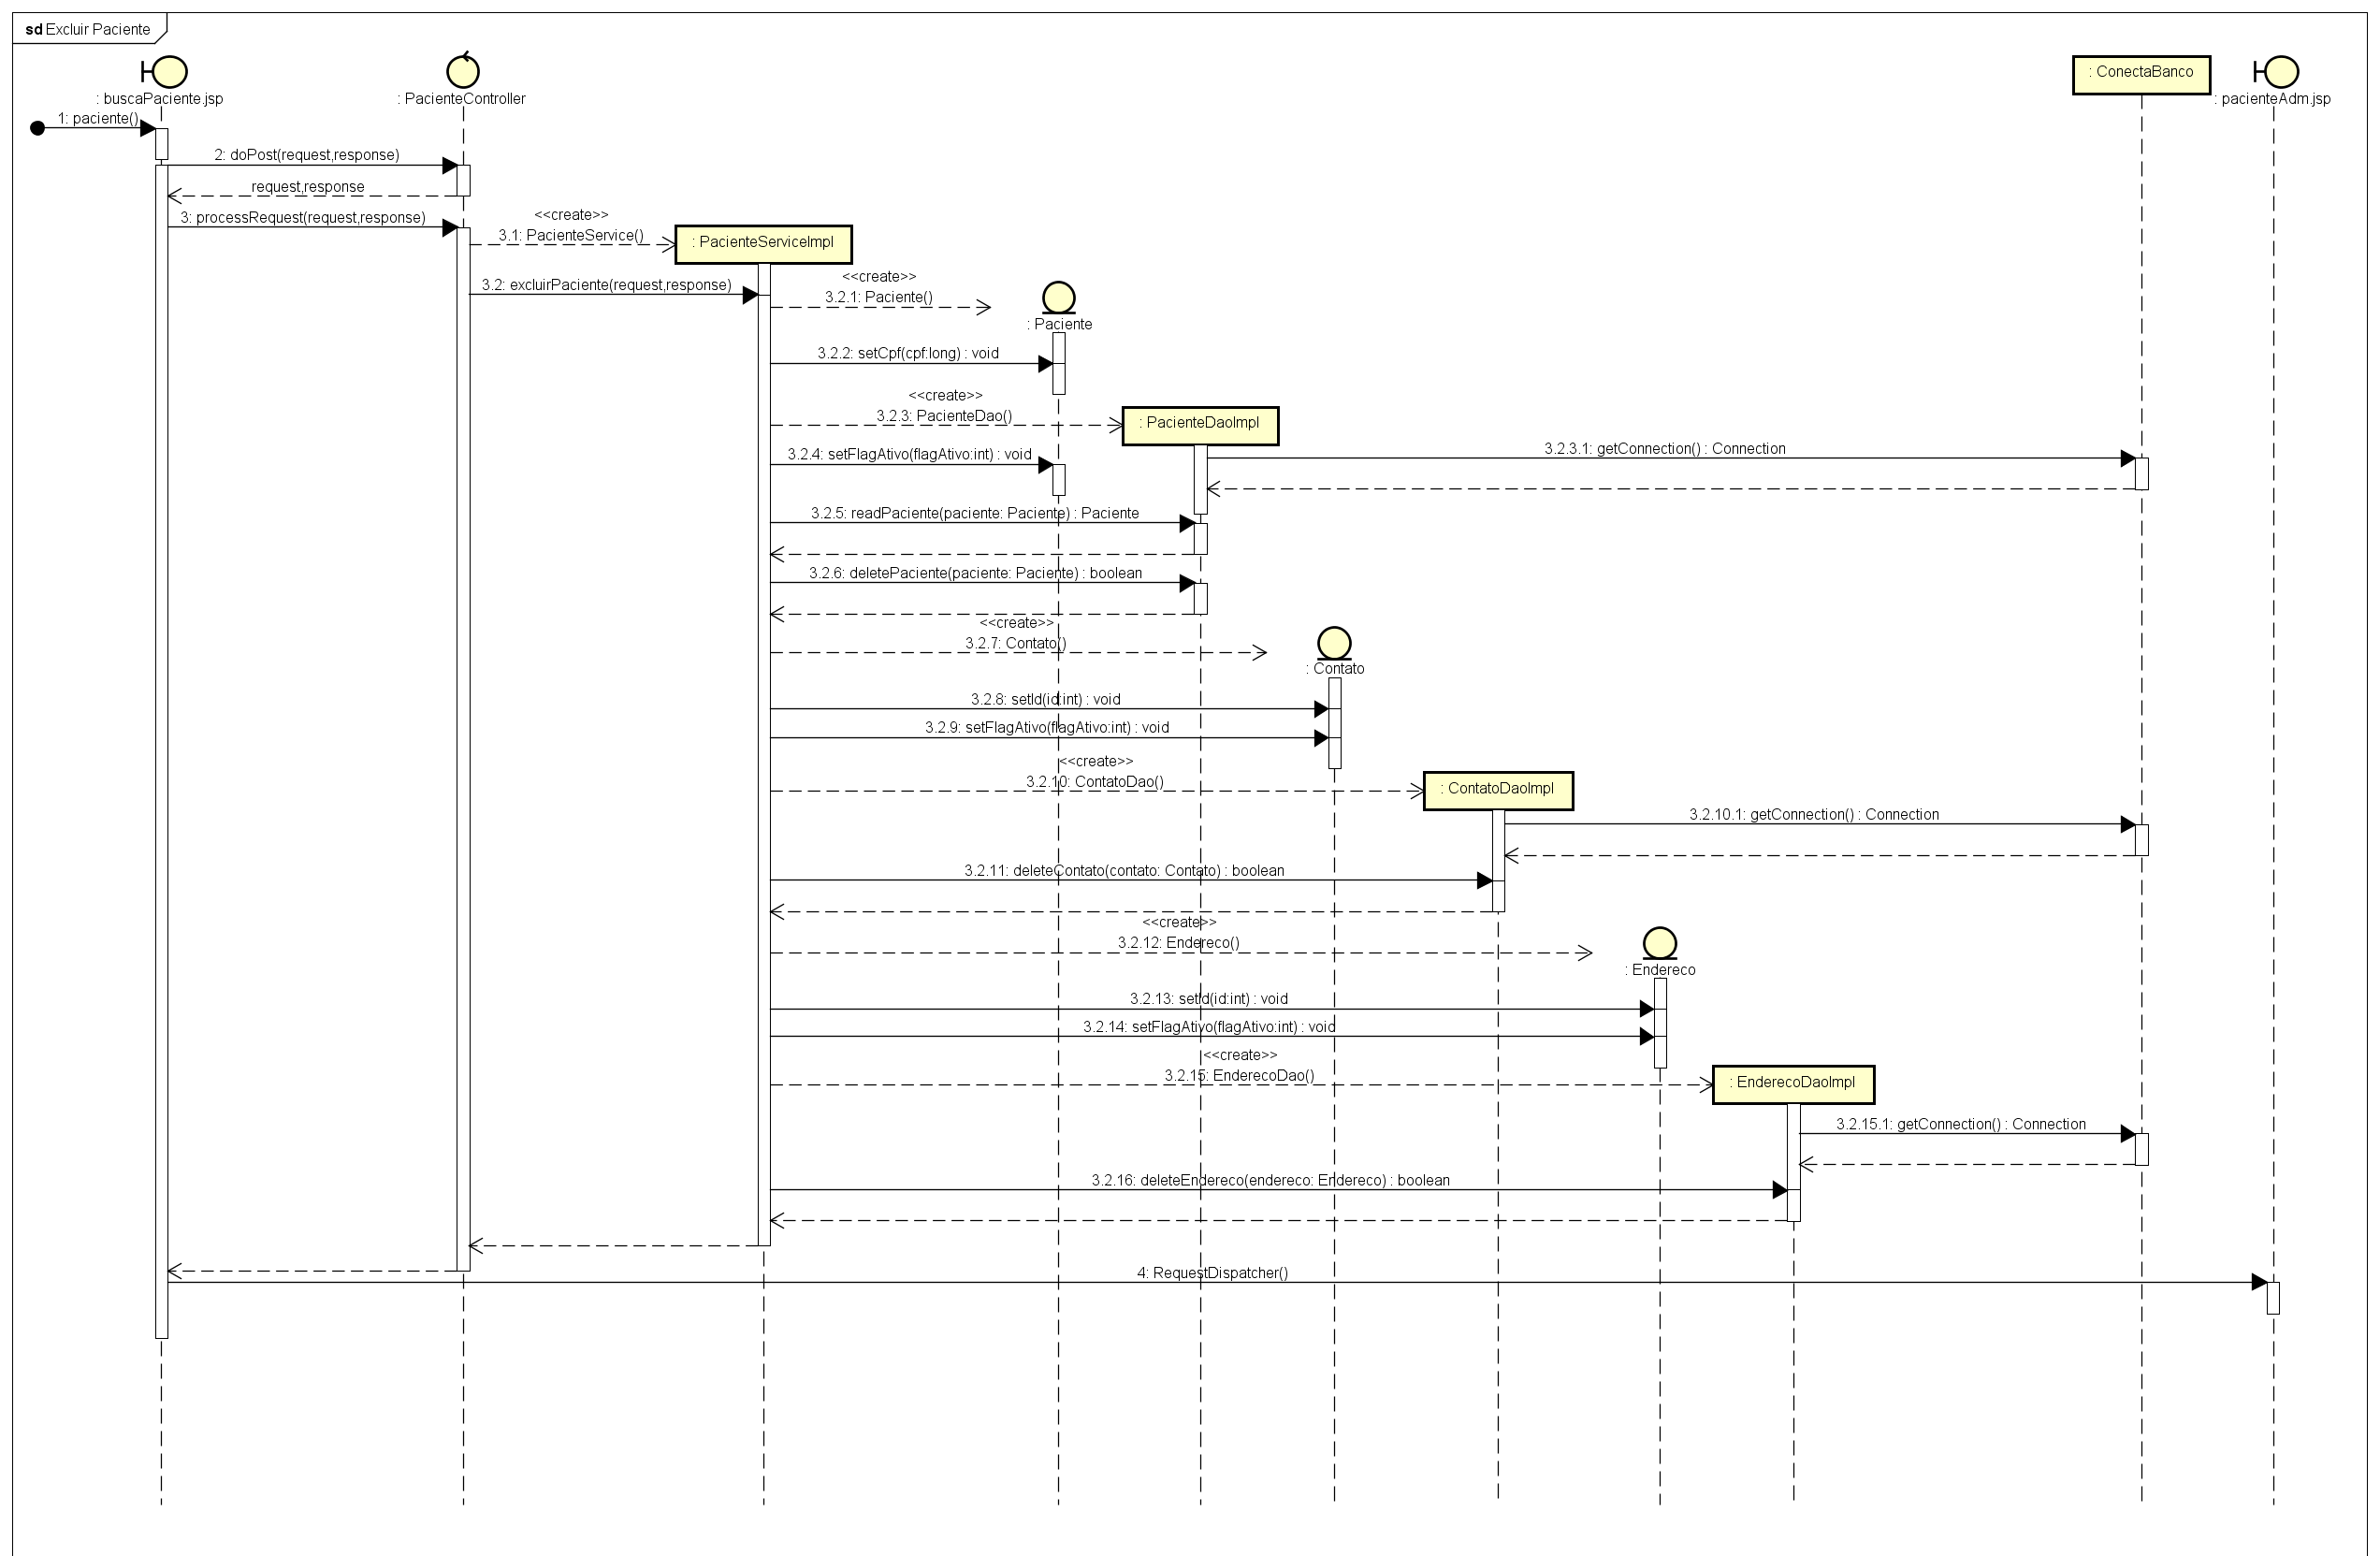 sd Excluir Paciente
: buscaPaciente.jsp
: PacienteController
: ConectaBanco
: pacienteAdm.jsp
1: paciente()
2: doPost(request,response)
request,response
3: processRequest(request,response)
<<create>>
3.1: PacienteService()
: PacienteServiceImpl
3.2: excluirPaciente(request,response)
<<create>>
3.2.1: Paciente()
: Paciente
3.2.2: setCpf(cpf:long) : void
<<create>>
3.2.3: PacienteDao()
: PacienteDaoImpl
3.2.3.1: getConnection() : Connection
3.2.4: setFlagAtivo(flagAtivo:int) : void
3.2.5: readPaciente(paciente: Paciente) : Paciente
3.2.6: deletePaciente(paciente: Paciente) : boolean
<<create>>
3.2.7: Contato()
: Contato
3.2.8: setId(id:int) : void
3.2.9: setFlagAtivo(flagAtivo:int) : void
<<create>>
3.2.10: ContatoDao()
: ContatoDaoImpl
3.2.10.1: getConnection() : Connection
3.2.11: deleteContato(contato: Contato) : boolean
<<create>>
3.2.12: Endereco()
: Endereco
3.2.13: setId(id:int) : void
3.2.14: setFlagAtivo(flagAtivo:int) : void
<<create>>
3.2.15: EnderecoDao()
: EnderecoDaoImpl
3.2.15.1: getConnection() : Connection
3.2.16: deleteEndereco(endereco: Endereco) : boolean
4: RequestDispatcher()